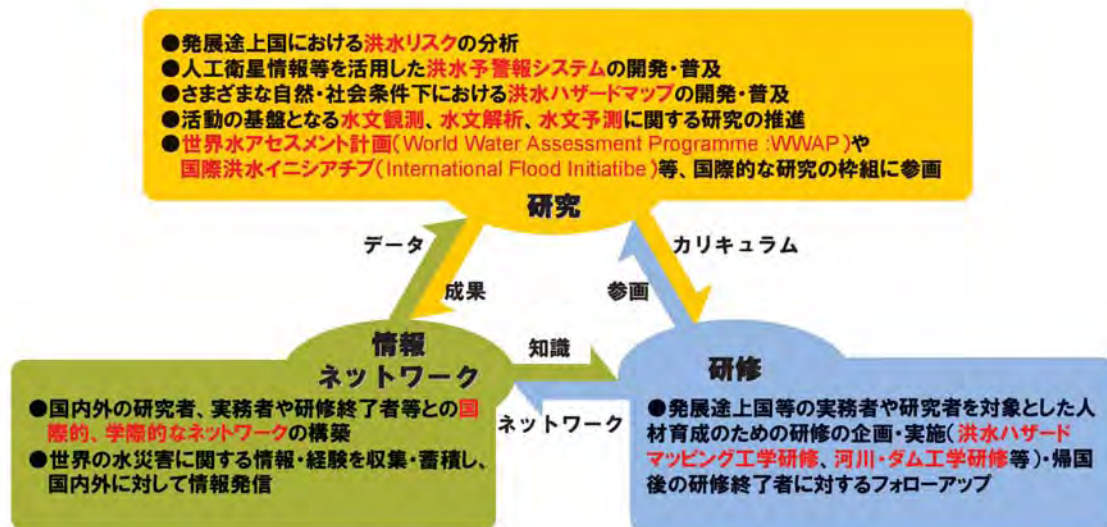 ●発展途上国における洪水リスクの分析
●人工衛星情報等を活用した洪水予警報システムの開発・普及
●さまざまな自然・社会条件下における洪水ハザードマップの開発・普及
●活動の基盤となる水文観測、水文解析、水文予測に関する研究の推進
●世界水アセスメント計画(World Water Assessment Programme :WWAP)や
国際洪水イニシアチブ(International Flood Initiatibe)等、国際的な研究の枠組に参画
研究
データ
成果
カリキュラム
参画
情報
ネットワーク
知識
ネットワーク
研修
●国内外の研究者、実務者や研修終了者等との国
際的、学際的なネットワークの構築
●世界の水災害に関する情報・経験を収集・蓄積し、
国内外に対して情報発信
●発展途上国等の実務者や研究者を対象とした人
材育成のための研修の企画・実施(洪水ハザード
マッピング工学研修、河川・ダム工学研修等)・帰国
後の研修終了者に対するフォローアップ